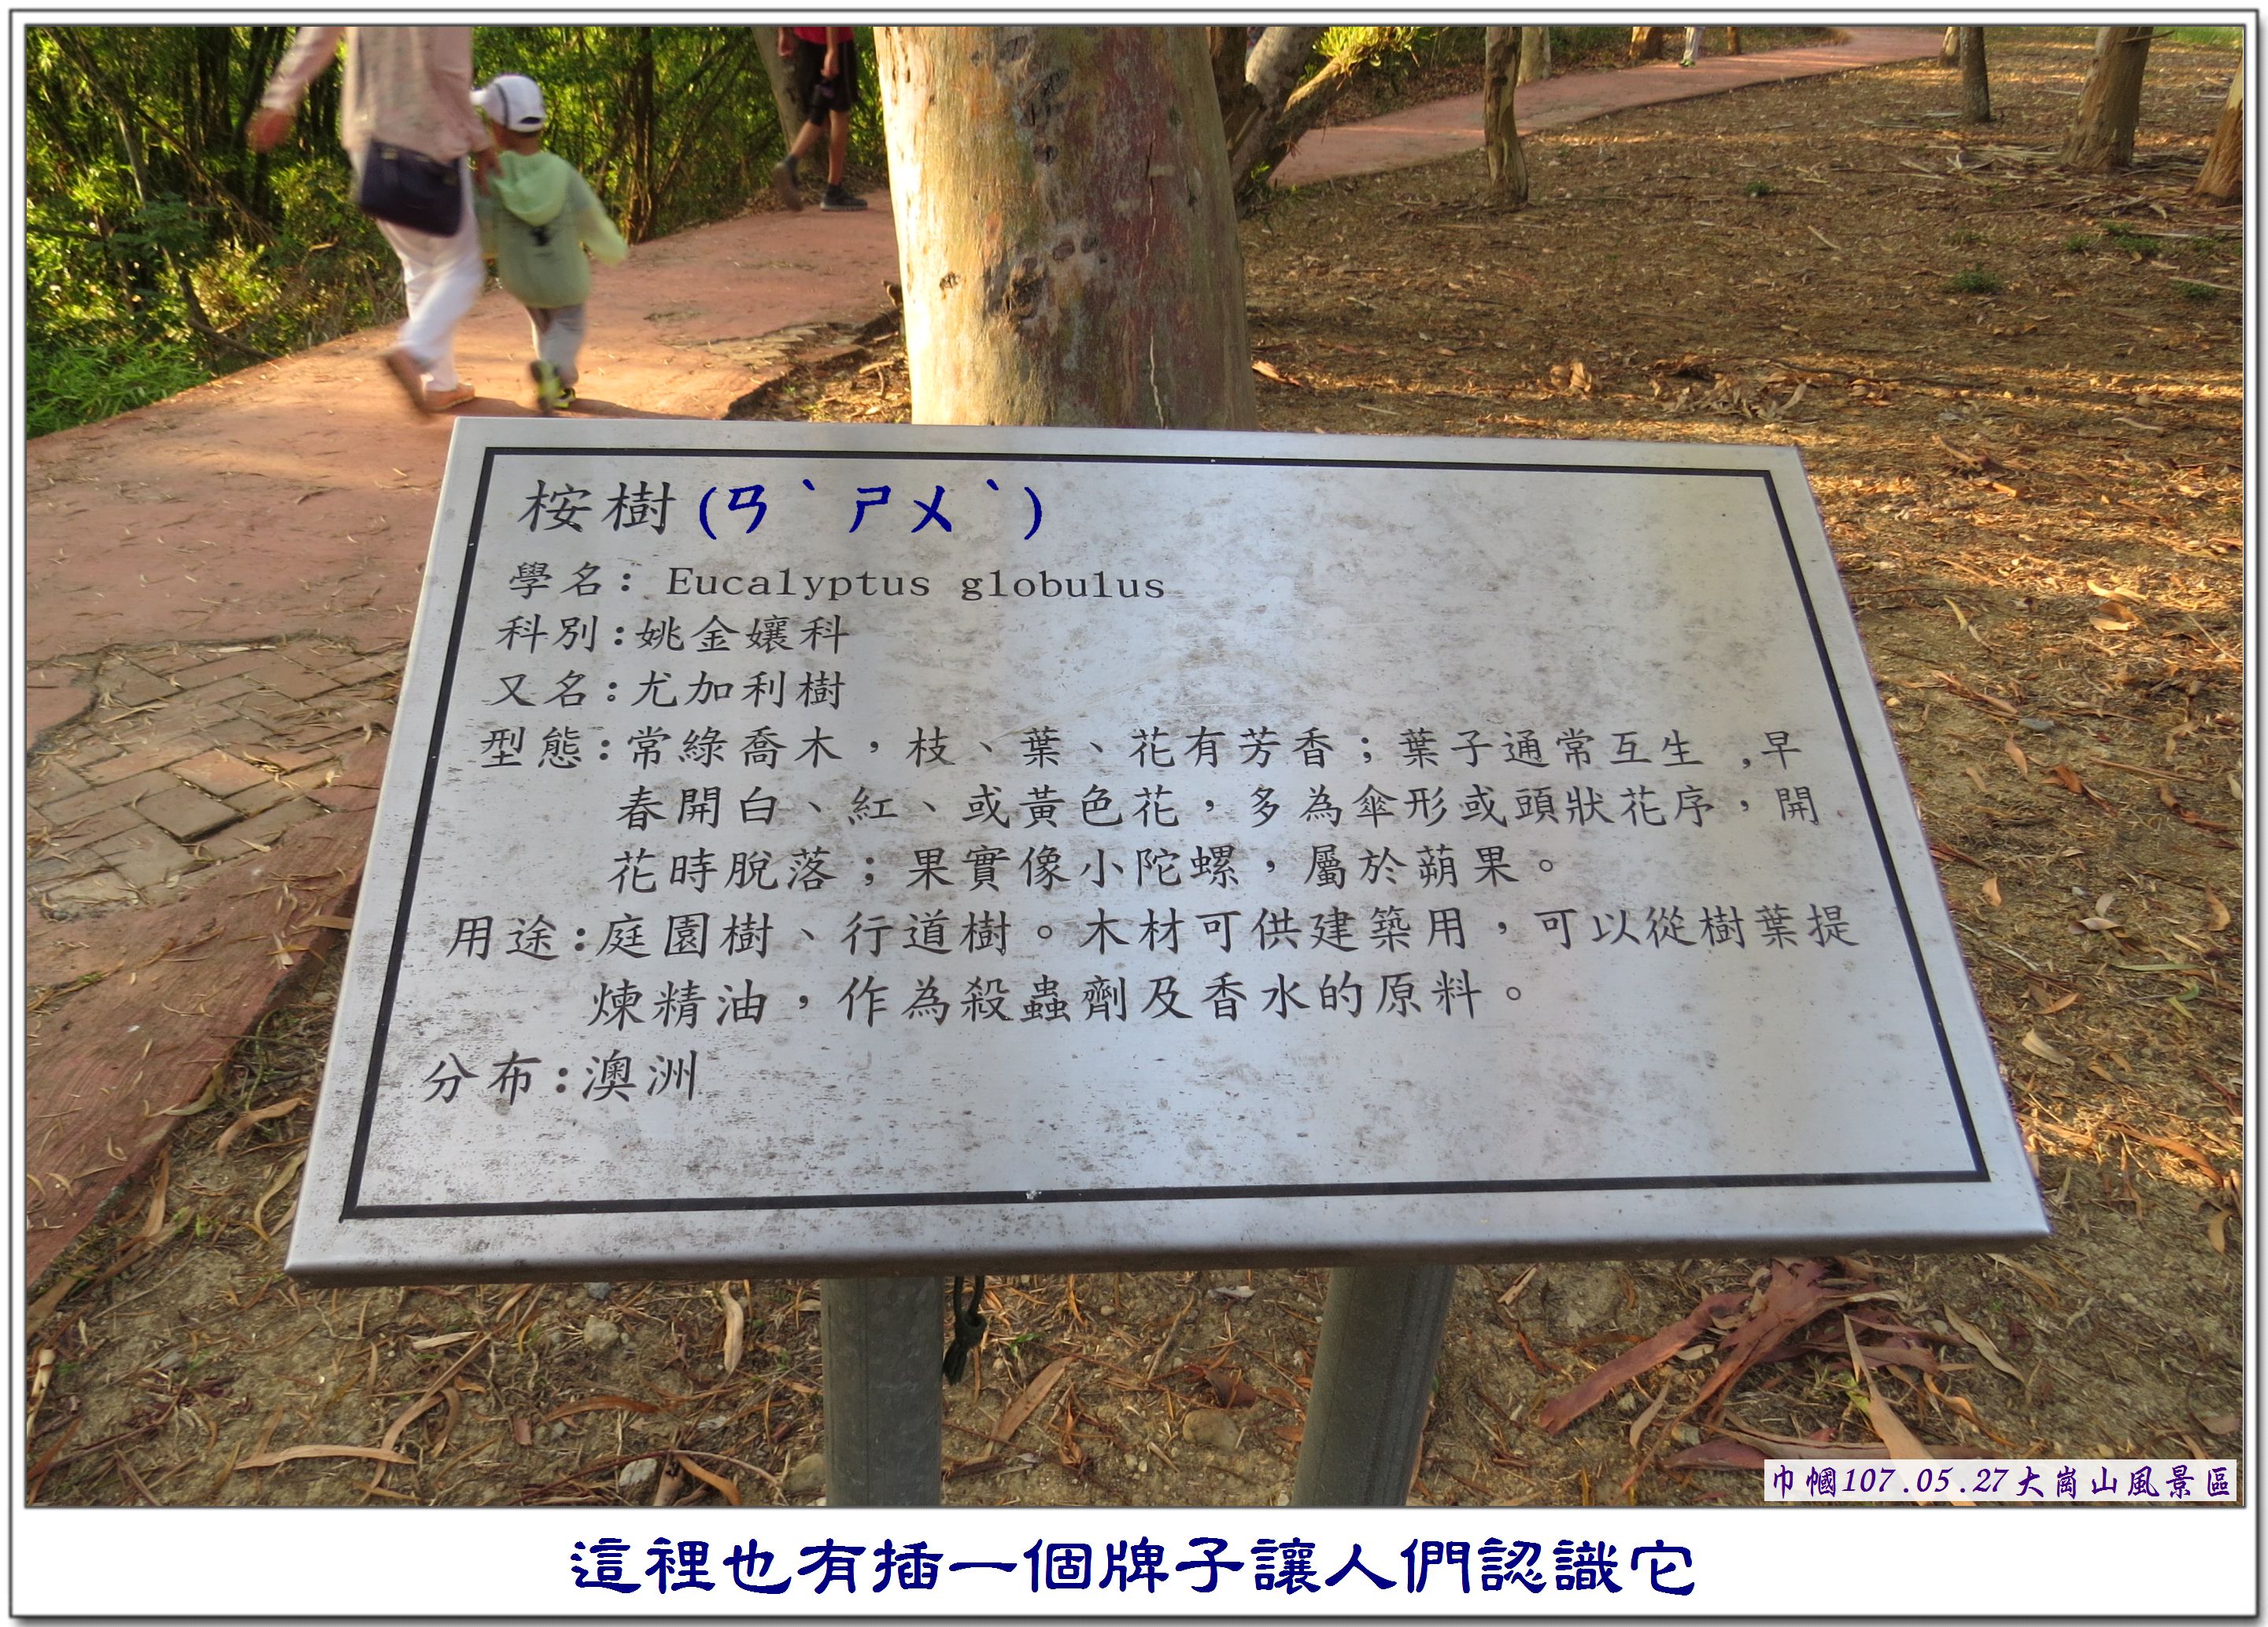 桉樹(ㄢˋ ㄕㄨˋ)
學名: Eucalyptus globulus
科別:姚金孃科
又名:尤加利樹
型態:常綠喬木，枝、葉、花有芳香；葉子通常互生 ,早
春開白、紅、或黃色花，多為傘形或頭狀花序，開
花時脫落；果實像小陀螺，屬於蒴果。
用途:庭園樹、行道樹。木材可供建築用，可以從樹葉提
煉精油，作為殺蟲劑及香水的原料。
分布:澳洲
巾幗107.05.27大崗山風景區
這裡也有插一個牌子讓人們認識它